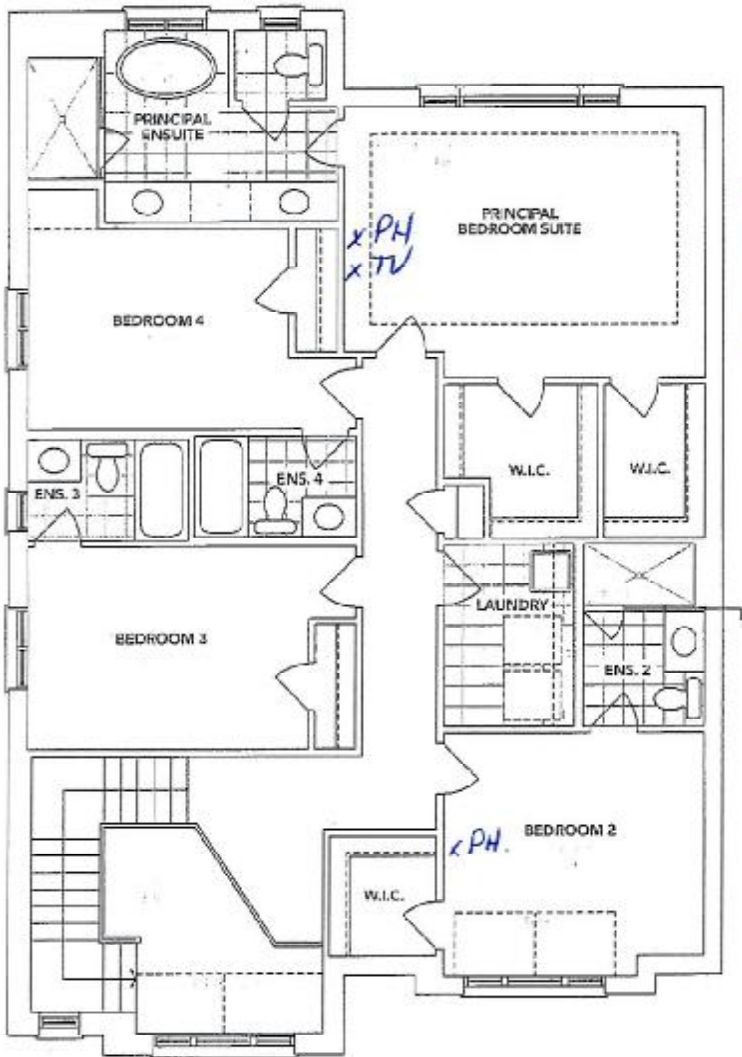 PRINCIPAL
ENSUITE
PRINCIPAL
BEDROOM SUITE
x PH
x TV
BEDROOM 4
W.I.C.
W.I.C.
ENS. 3
ENS. 4
LAUNDRY
BEDROOM 3
ENS. 2
BEDROOM 2
x PH.
W.I.C.